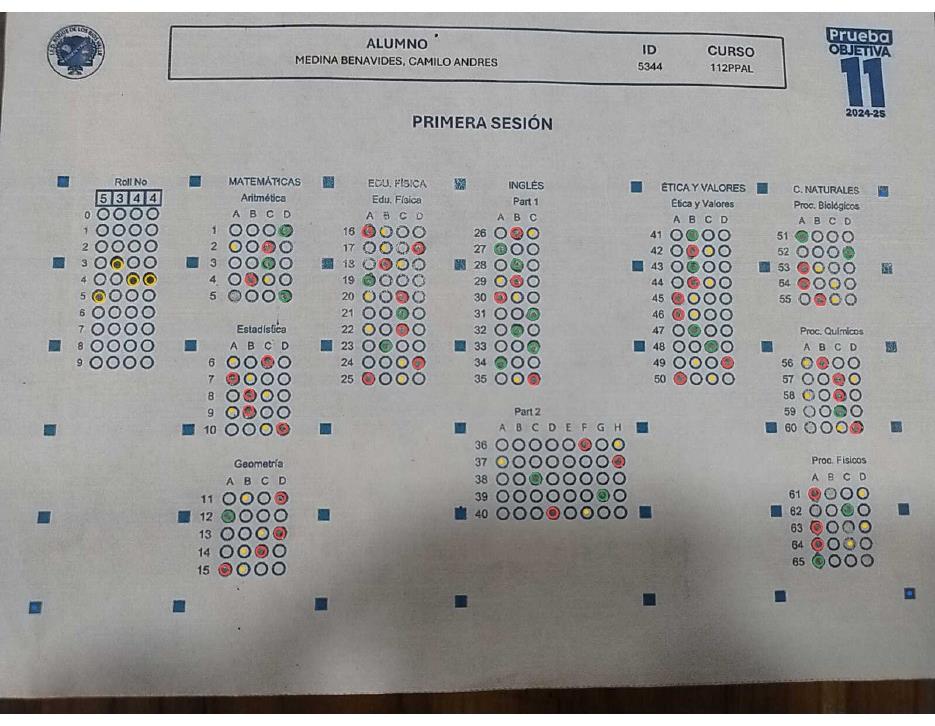 I.E.D. ROQUE DE LOS RIOS VALLE
ALUMNO
ID
CURSO
MEDINA BENAVIDES, CAMILO ANDRES
5344
112PPAL
Prueba
OBJETIVA
11
2024-25
PRIMERA SESIÓN
Roll No
5 3 4 4
0
1
2
3
4
5
6
7
8
9
MATEMÁTICAS
Aritmética
A B C D
1
2
3
4
5
Estadística
A B C D
6
7
8
9
10
Geometría
A B C D
11
12
13
14
15
EDU. FÍSICA
Edu. Física
A B C D
16
17
18
19
20
21
22
23
24
25
INGLÉS
Part 1
A B C
26
27
28
29
30
31
32
33
34
35
Part 2
A B C D E F G H
36
37
38
39
40
ÉTICA Y VALORES
Ética y Valores
A B C D
41
42
43
44
45
46
47
48
49
50
C. NATURALES
Proc. Biológicos
A B C D
51
52
53
54
55
Proc. Químicos
A B C D
56
57
58
59
60
Proc. Físicos
A B C D
61
62
63
64
65